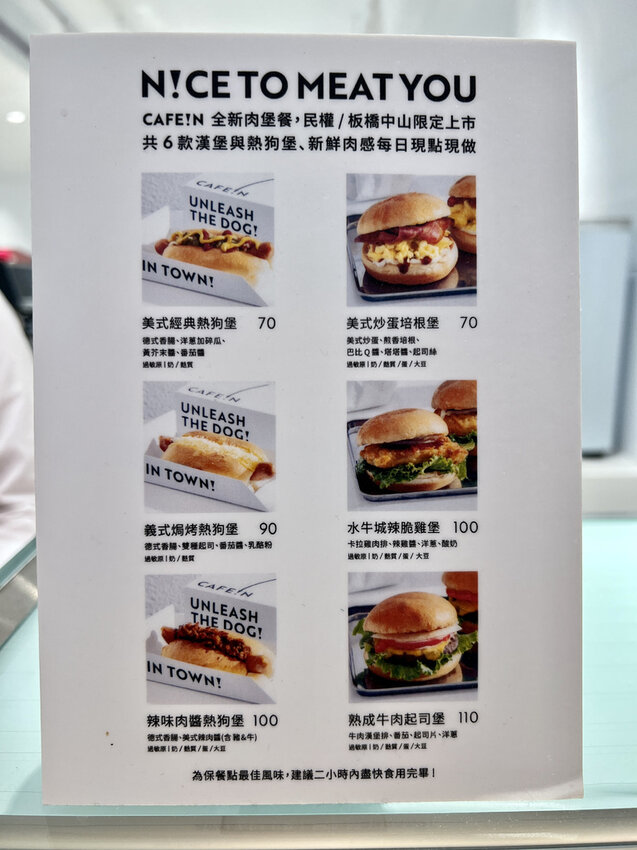 N!CE TO MEAT YOU
CAFE!N 全新肉堡餐，民權/板橋中山限定上市
共6款漢堡與熱狗堡、新鮮肉感每日現點現做
CAFE!N
UNLEASH
THE DOG!
IN TOWN!
美式經典熱狗堡 70
德式香腸、洋蔥加碎瓜、
黃芥末醬、番茄醬
過敏原 | 奶 / 麩質
美式炒蛋培根堡 70
美式炒蛋、煎香培根、
巴比Q醬、塔塔醬、起司絲
過敏原 | 奶 / 麩質 / 蛋 / 大豆
CAFE!N
UNLEASH
THE DOG!
IN TOWN!
義式焗烤熱狗堡 90
德式香腸、雙種起司、番茄醬、乳酪粉
過敏原 | 奶 / 麩質
水牛城辣脆雞堡 100
卡拉雞肉排、辣雞醬、洋蔥、酸奶
過敏原 | 奶 / 麩質 / 蛋 / 大豆
CAFE!N
UNLEASH
THE DOG!
IN TOWN!
辣味肉醬熱狗堡 100
德式香腸、美式辣肉醬(含豬&牛)
過敏原 | 奶 / 麩質 / 蛋 / 大豆
熟成牛肉起司堡 110
牛肉漢堡排、番茄、起司片、洋蔥
過敏原 | 奶 / 麩質 / 蛋 / 大豆
為保餐點最佳風味，建議二小時內盡快食用完畢！